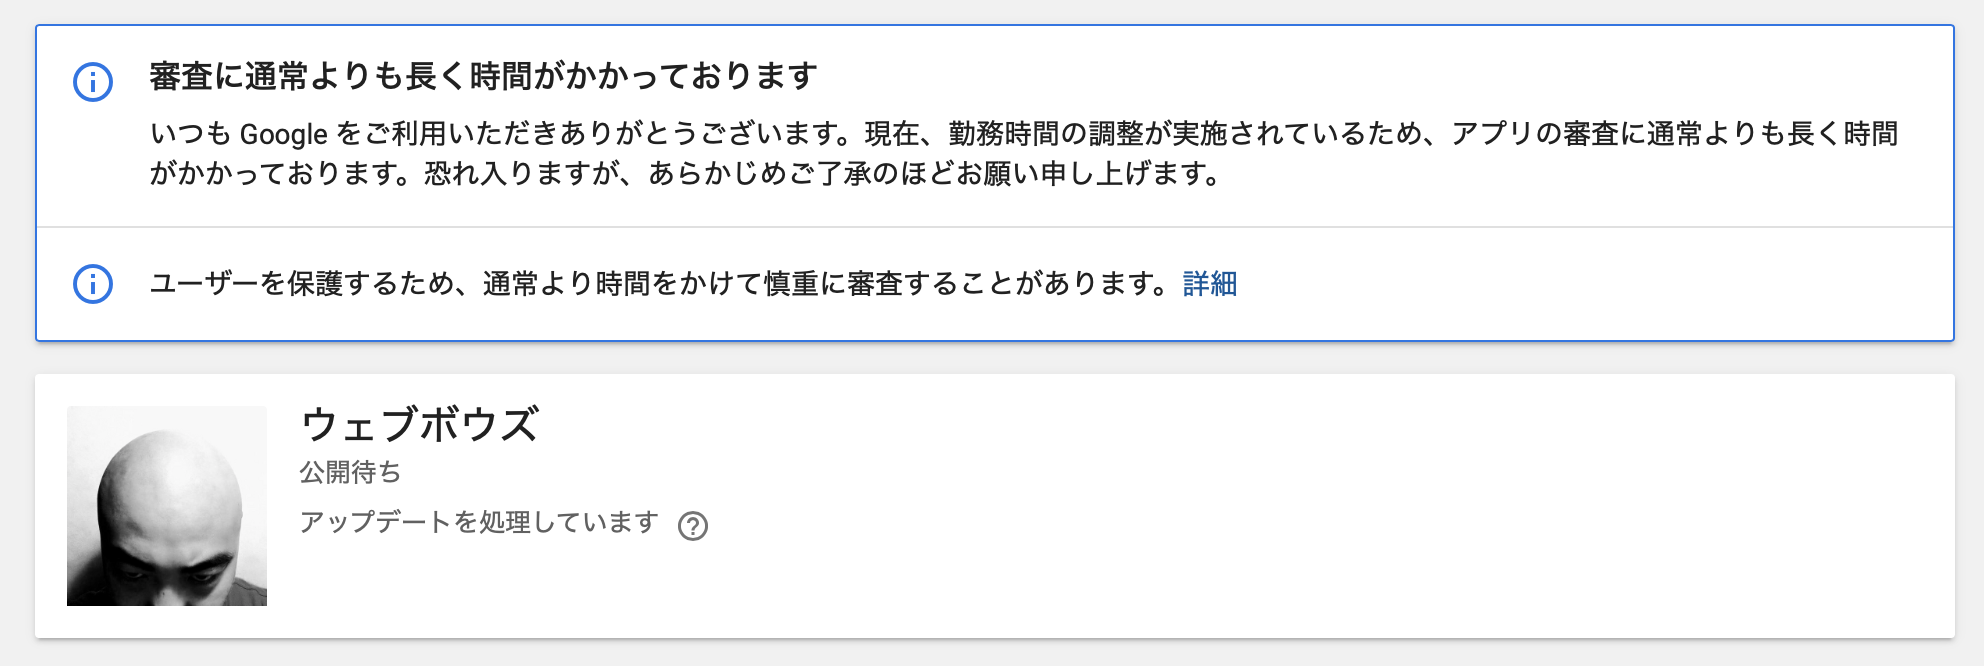 審査に通常よりも長く時間がかかっております
いつも Google をご利用いただきありがとうございます。現在、勤務時間の調整が実施されているため、アプリの審査に通常よりも長く時間
がかかっております。恐れ入りますが、あらかじめご了承のほどお願い申し上げます。
ユーザーを保護するため、通常より時間をかけて慎重に審査することがあります。詳細
ウェブボウズ
公開待ち
アップデートを処理しています